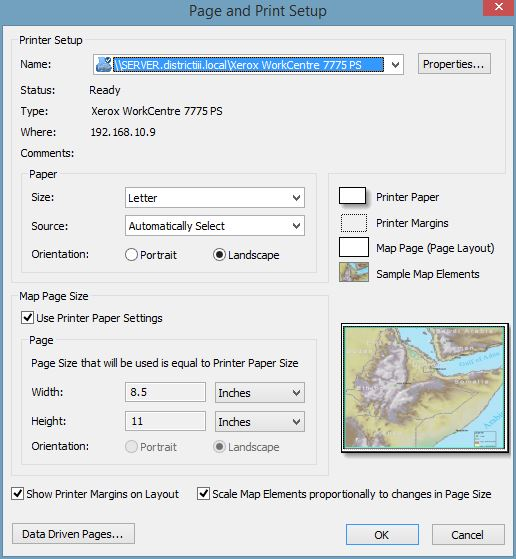 Page and Print Setup
Printer Setup
Name: \\SERVER.districtiii.local\Xerox WorkCentre 7775 PS Properties...
Status: Ready
Type: Xerox WorkCentre 7775 PS
Where: 192.168.10.9
Comments:
Paper
Size: Letter
Source: Automatically Select
Orientation: Portrait Landscape
Printer Paper
Printer Margins
Map Page (Page Layout)
Sample Map Elements
Map Page Size
Use Printer Paper Settings
Page
Page Size that will be used is equal to Printer Paper Size
Width: 8.5 Inches
Height: 11 Inches
Orientation: Portrait Landscape
Saudi Arabia
Gulf of Aden
Somalia
Show Printer Margins on Layout Scale Map Elements proportionally to changes in Page Size
Data Driven Pages... OK Cancel